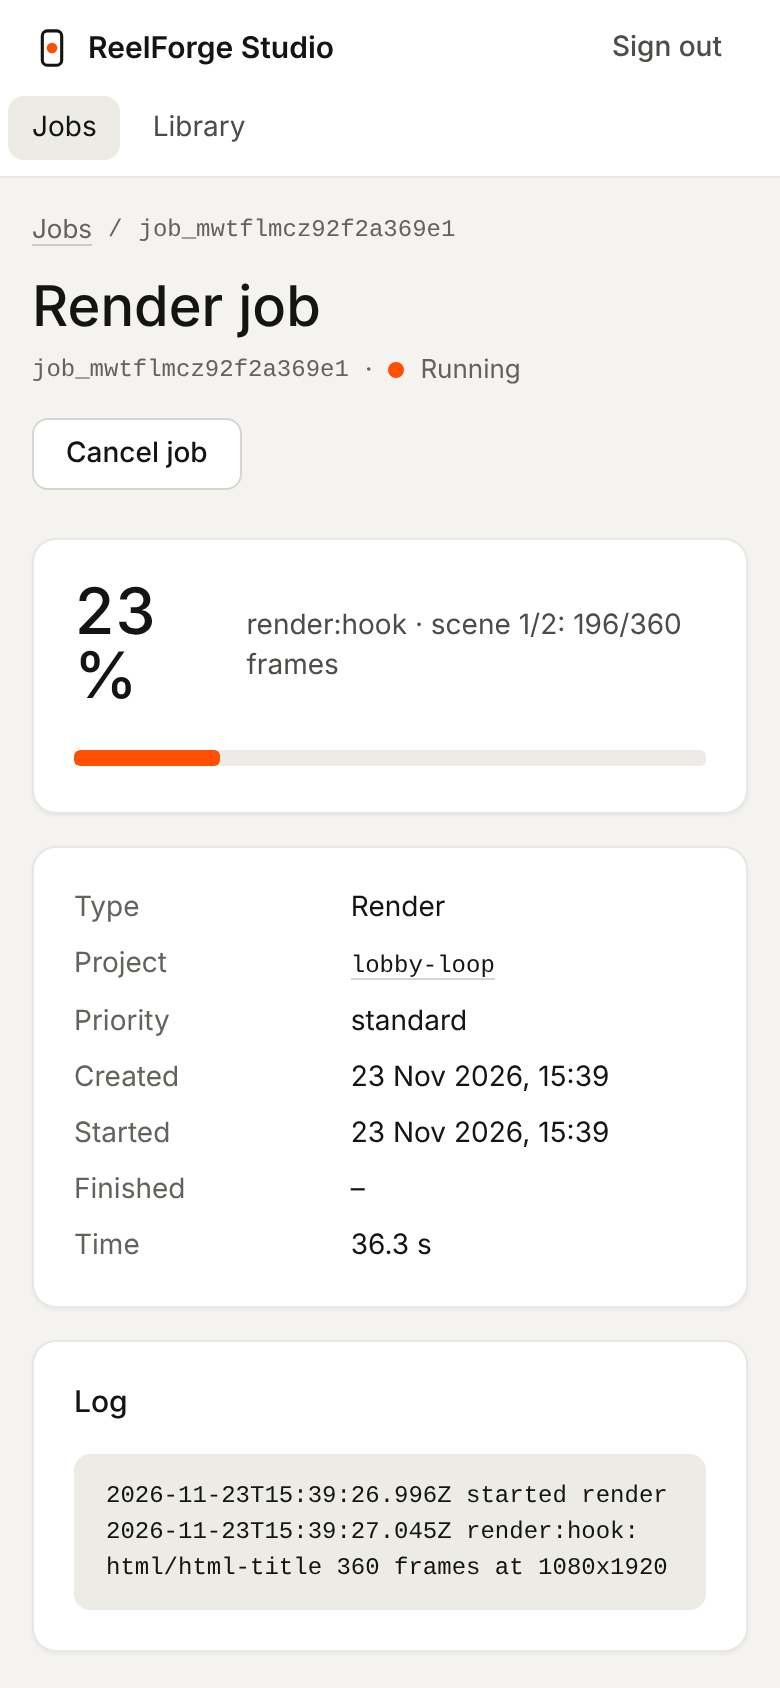 ReelForge Studio
Sign out
Jobs
Library
Jobs / job_mwtflmcz92f2a369e1
Render job
job_mwtflmcz92f2a369e1 · Running
Cancel job
23
%
render:hook · scene 1/2: 196/360
frames
Type Render
Project lobby-loop
Priority standard
Created 23 Nov 2026, 15:39
Started 23 Nov 2026, 15:39
Finished –
Time 36.3 s
Log
2026-11-23T15:39:26.996Z started render
2026-11-23T15:39:27.045Z render:hook:
html/html-title 360 frames at 1080x1920